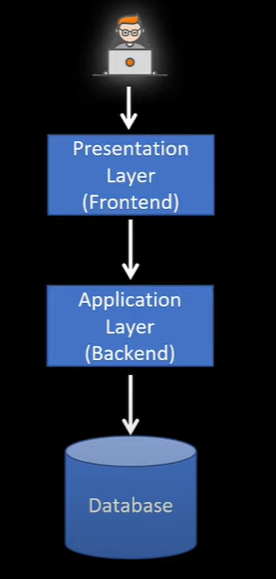 Presentation
Layer
(Frontend)
Application
Layer
(Backend)
Database